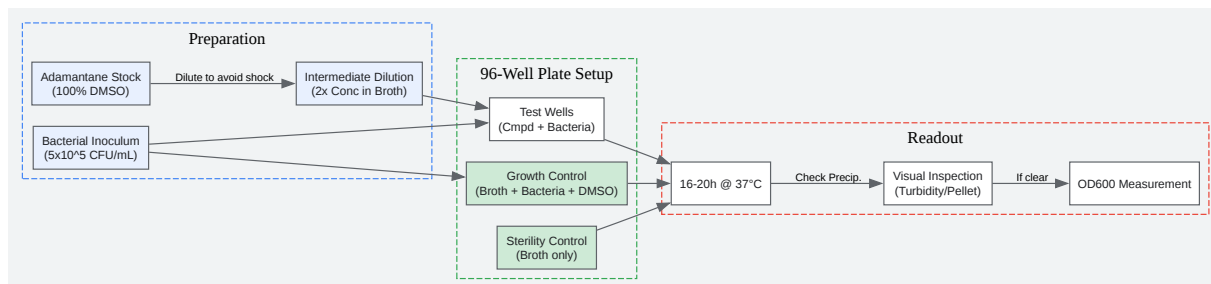 Preparation
Adamantane Stock
(100% DMSO)
Dilute to avoid shock
Intermediate Dilution
(2x Conc in Broth)
Bacterial Inoculum
(5x10^5 CFU/mL)
96-Well Plate Setup
Test Wells
(Cmpd + Bacteria)
Growth Control
(Broth + Bacteria + DMSO)
Sterility Control
(Broth only)
Readout
16-20h @ 37°C
Check Precip.
Visual Inspection
(Turbidity/Pellet)
If clear
OD600 Measurement